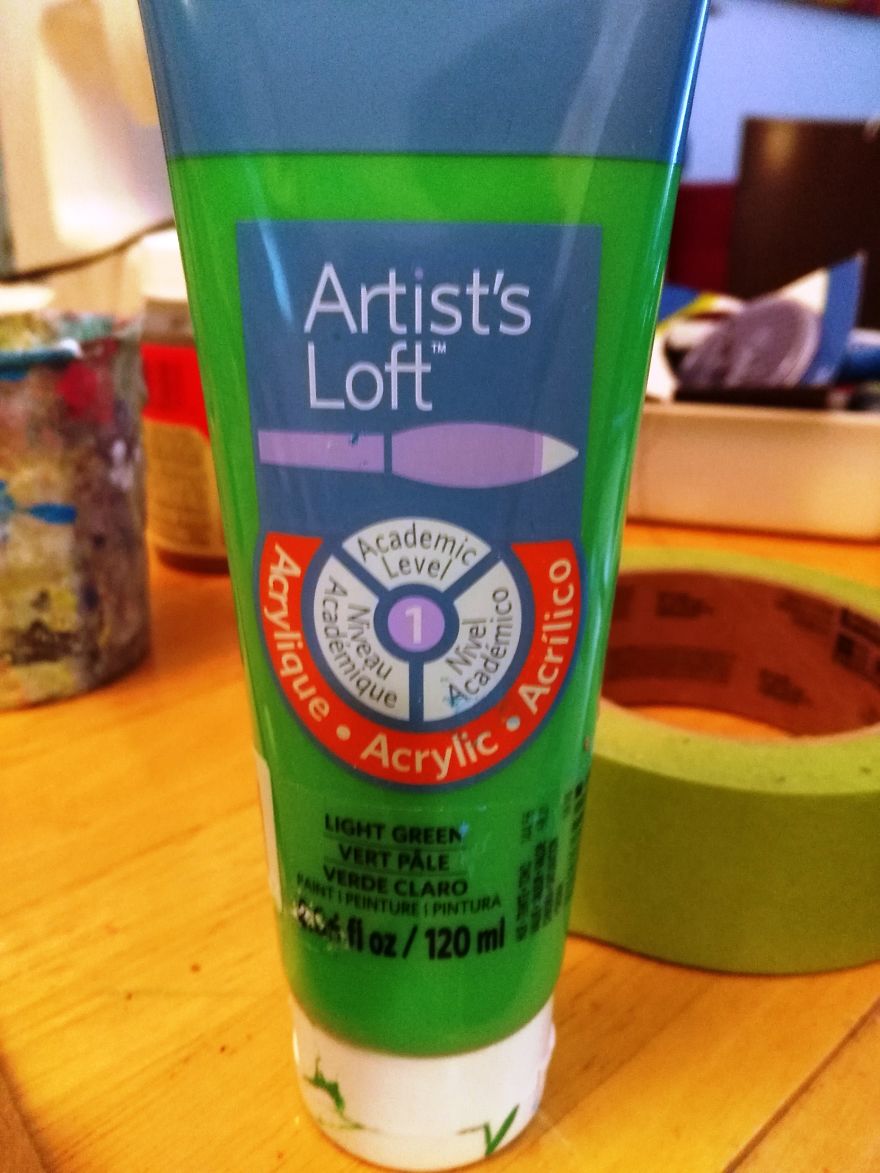 Artist's
Loft™
Academic
Level
1
Niveau
Académique
Nivel
Académico
Acrylique • Acrylic • Acrílico
LIGHT GREEN
VERT PÂLE
VERDE CLARO
PAINT | PEINTURE | PINTURA
fl oz / 120 ml